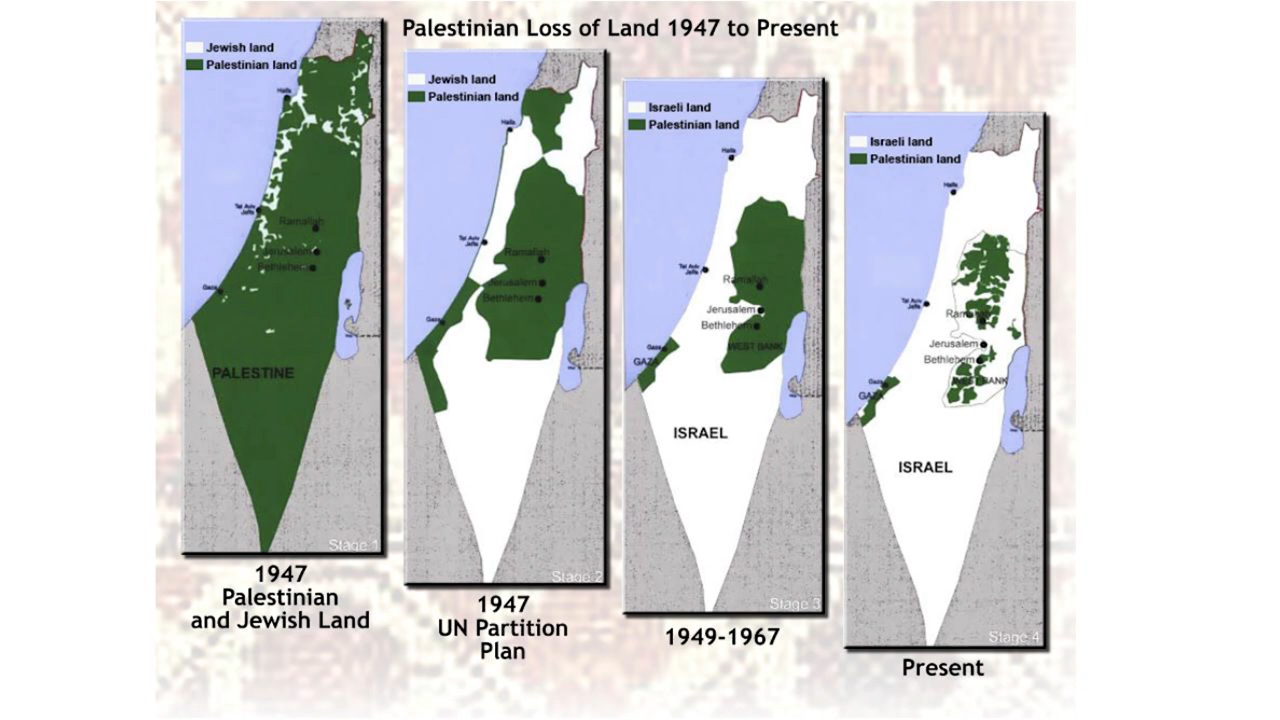 Palestinian Loss of Land 1947 to Present
Jewish land
Palestinian land
Haifa
Tel Aviv
Jaffa
Ramallah
Jerusalem
Bethlehem
Gaza
PALESTINE
Stage 1
1947
Palestinian
and Jewish Land
Jewish land
Palestinian land
Haifa
Tel Aviv
Jaffa
Ramallah
Jerusalem
Bethlehem
Gaza
Stage 2
1947
UN Partition
Plan
Israeli land
Palestinian land
Haifa
Tel Aviv
Jaffa
Ramallah
Jerusalem
Bethlehem
WEST BANK
Gaza
GAZA
ISRAEL
Stage 3
1949-1967
Israeli land
Palestinian land
Haifa
Tel Aviv
Jaffa
Ramallah
Jerusalem
Bethlehem
WEST BANK
Gaza
GAZA
ISRAEL
Stage 4
Present